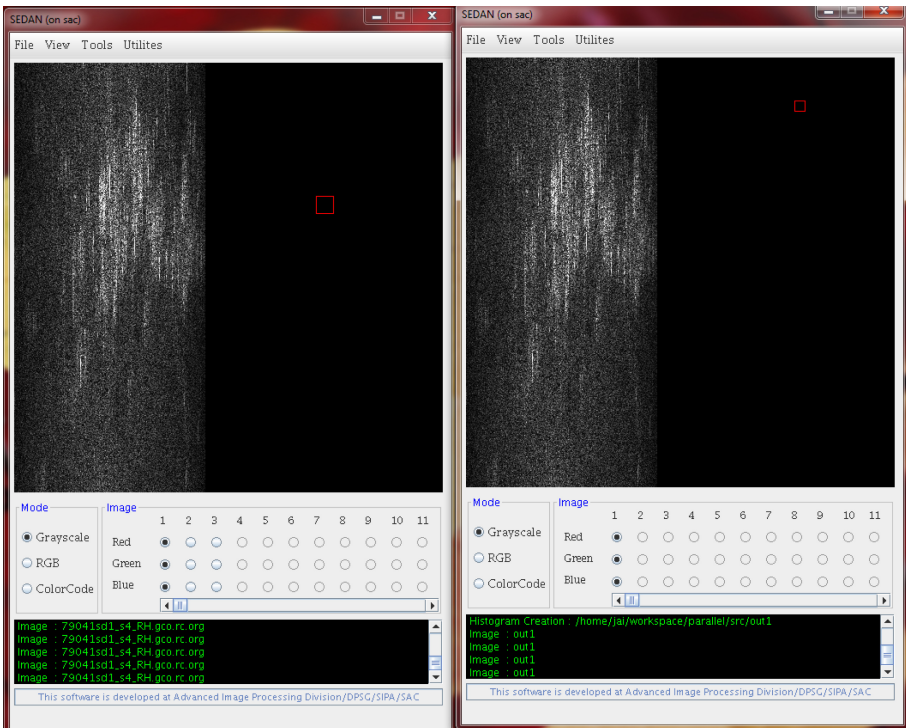 SEDAN (on sac)
File View Tools Utilites
Mode
Image
1 2 3 4 5 6 7 8 9 10 11
Grayscale
Red
RGB
Green
ColorCode
Blue
Image : 79041sd1_s4_RH.gco.rc.org
Image : 79041sd1_s4_RH.gco.rc.org
Image : 79041sd1_s4_RH.gco.rc.org
Image : 79041sd1_s4_RH.gco.rc.org
Image : 79041sd1_s4_RH.gco.rc.org
This software is developed at Advanced Image Processing Division/DPSG/SIPA/SAC
SEDAN (on sac)
File View Tools Utilites
Mode
Image
1 2 3 4 5 6 7 8 9 10 11
Grayscale
Red
RGB
Green
ColorCode
Blue
Histogram Creation : /home/jai/workspace/parallel/src/out1
Image : out1
Image : out1
Image : out1
Image : out1
This software is developed at Advanced Image Processing Division/DPSG/SIPA/SAC